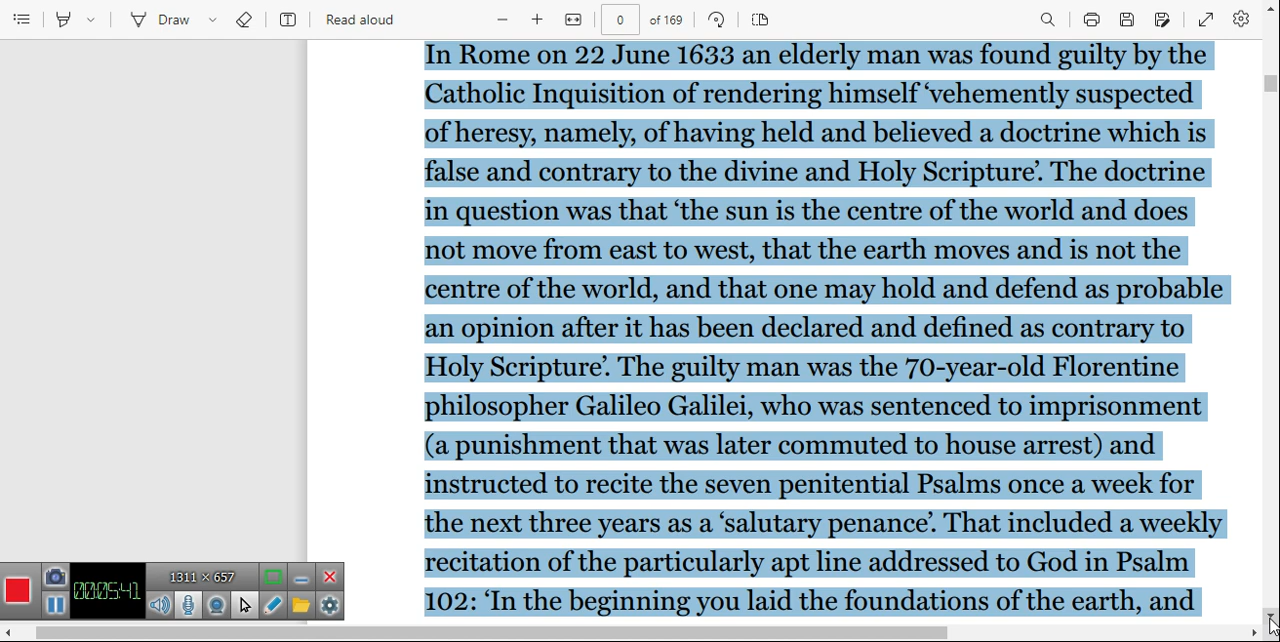 Draw
Read aloud
0 of 169
In Rome on 22 June 1633 an elderly man was found guilty by the
Catholic Inquisition of rendering himself ‘vehemently suspected
of heresy, namely, of having held and believed a doctrine which is
false and contrary to the divine and Holy Scripture’. The doctrine
in question was that ‘the sun is the centre of the world and does
not move from east to west, that the earth moves and is not the
centre of the world, and that one may hold and defend as probable
an opinion after it has been declared and defined as contrary to
Holy Scripture’. The guilty man was the 70-year-old Florentine
philosopher Galileo Galilei, who was sentenced to imprisonment
(a punishment that was later commuted to house arrest) and
instructed to recite the seven penitential Psalms once a week for
the next three years as a ‘salutary penance’. That included a weekly
recitation of the particularly apt line addressed to God in Psalm
102: ‘In the beginning you laid the foundations of the earth, and
1311 × 657
00:05:41